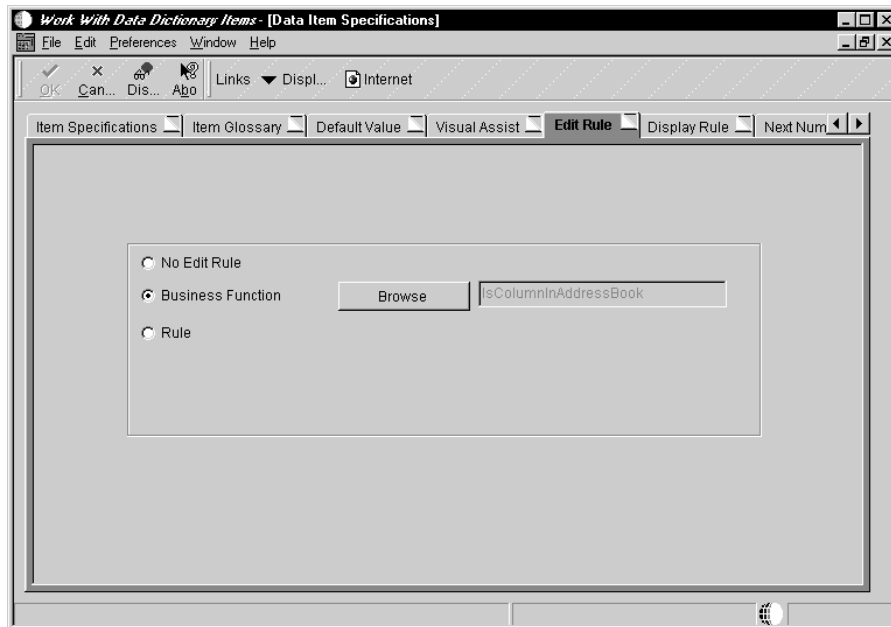 Work With Data Dictionary Items - [Data Item Specifications]
File Edit Preferences Window Help
OK Can... Dis... Abo Links Displ... Internet
Item Specifications Item Glossary Default Value Visual Assist Edit Rule Display Rule Next Num
No Edit Rule
Business Function Browse IsColumnInAddressBook
Rule